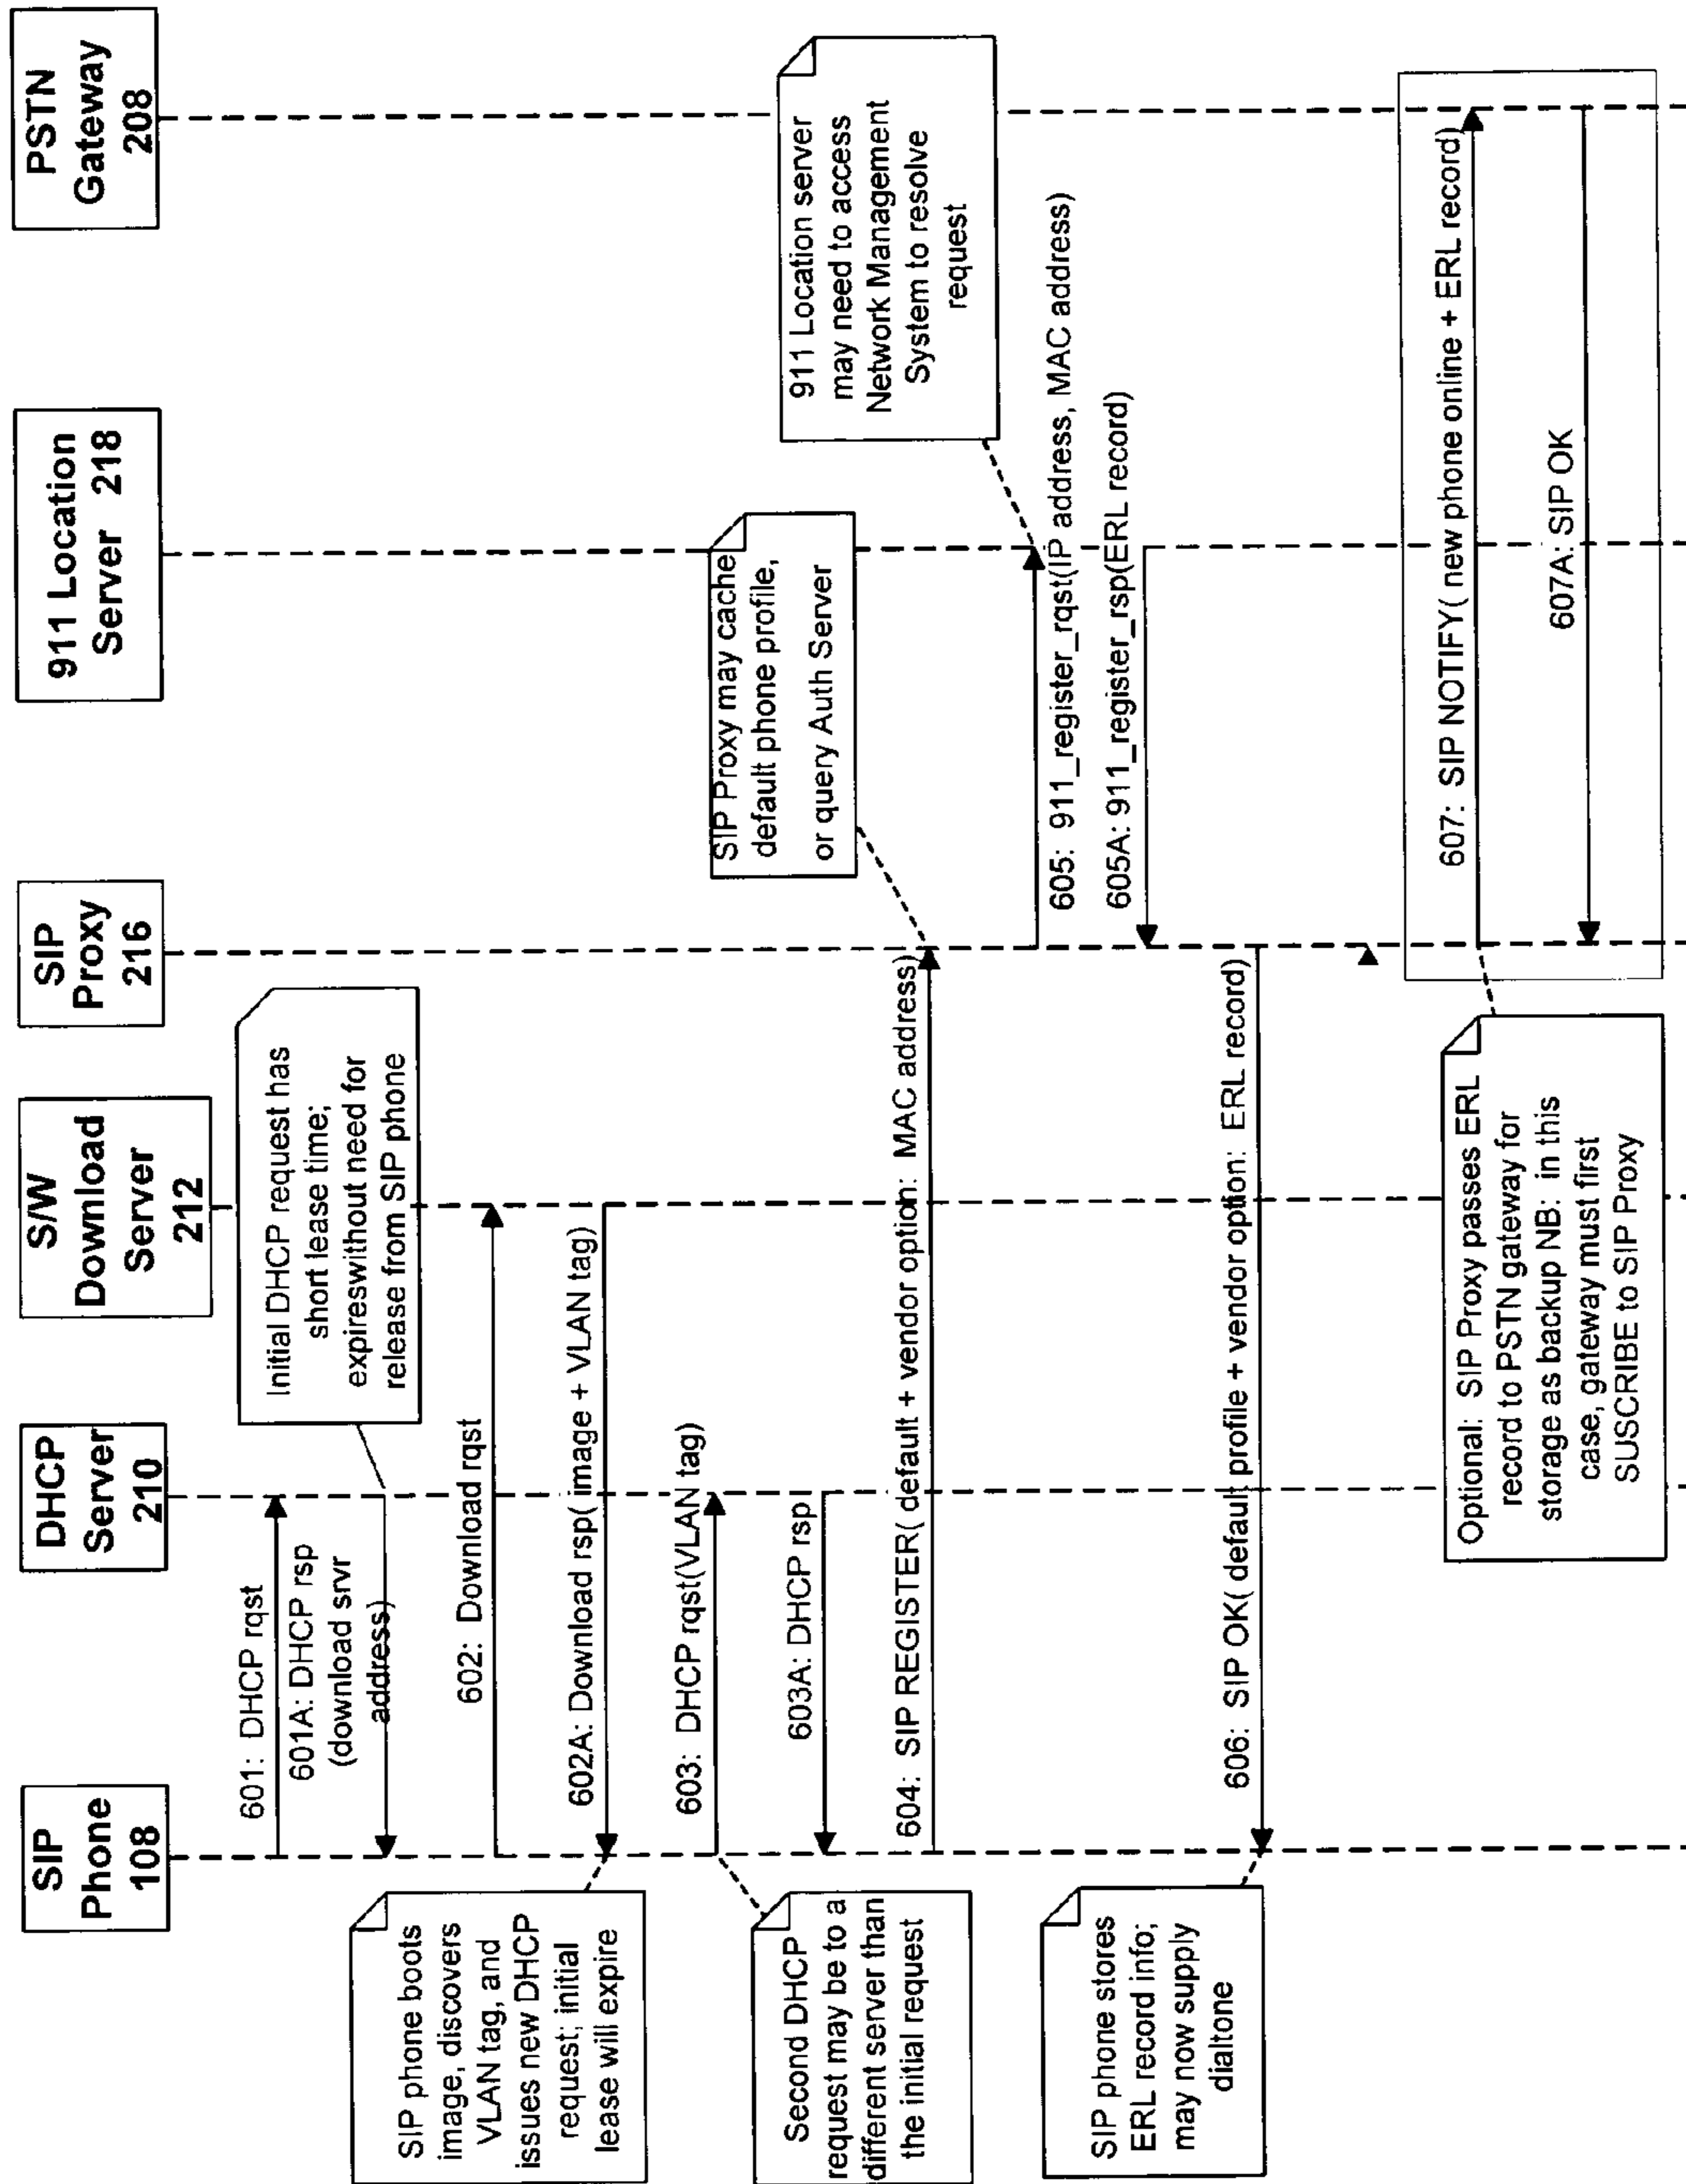 SIP
Phone
108
DHCP
Server
210
S/W
Download
Server
212
SIP
Proxy
216
911 Location
Server 218
PSTN
Gateway
208
601: DHCP rqst
601A: DHCP rsp
(download srvr
address)
Initial DHCP request has
short lease time;
expireswithout need for
release from SIP phone
602: Download rqst
602A: Download rsp( image + VLAN tag)
SIP phone boots
image, discovers
VLAN tag, and
issues new DHCP
request; initial
lease will expire
603: DHCP rqst(VLAN tag)
603A: DHCP rsp
Second DHCP
request may be to a
different server than
the initial request
604: SIP REGISTER( default + vendor option: MAC address)
SIP Proxy may cache
default phone profile,
or query Auth Server
911 Location server
may need to access
Network Management
System to resolve
request
605: 911_register_rqst(IP address, MAC address)
605A: 911_register_rsp(ERL record)
606: SIP OK( default profile + vendor option: ERL record)
SIP phone stores
ERL record info;
may now supply
dialtone
607: SIP NOTIFY( new phone online + ERL record)
607A: SIP OK
Optional: SIP Proxy passes ERL
record to PSTN gateway for
storage as backup NB: in this
case, gateway must first
SUSCRIBE to SIP Proxy